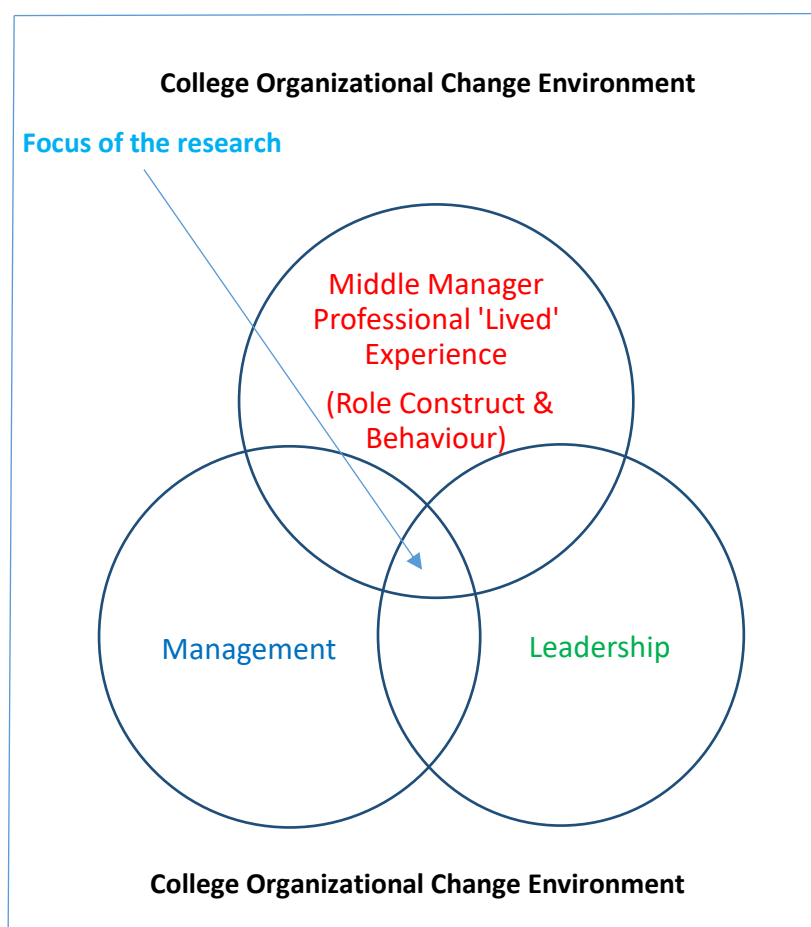 College Organizational Change Environment
Focus of the research
Middle Manager
Professional 'Lived'
Experience
(Role Construct &
Behaviour)
Management
Leadership
College Organizational Change Environment